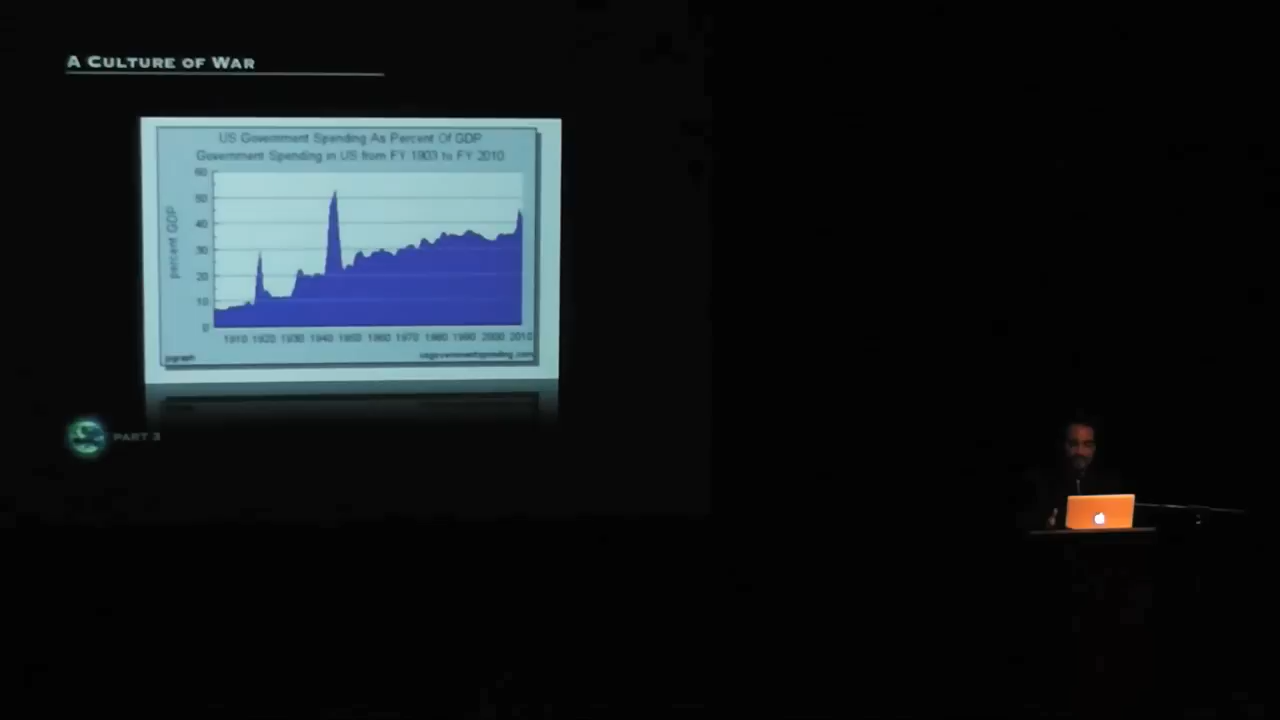 A CULTURE OF WAR
US Government Spending As Percent Of GDP
Government Spending in US from FY 1903 to FY 2010
percent GDP
60
50
40
30
20
10
0
1910 1920 1930 1940 1950 1960 1970 1980 1990 2000 2010
usgovernmentspending.com
PART 3